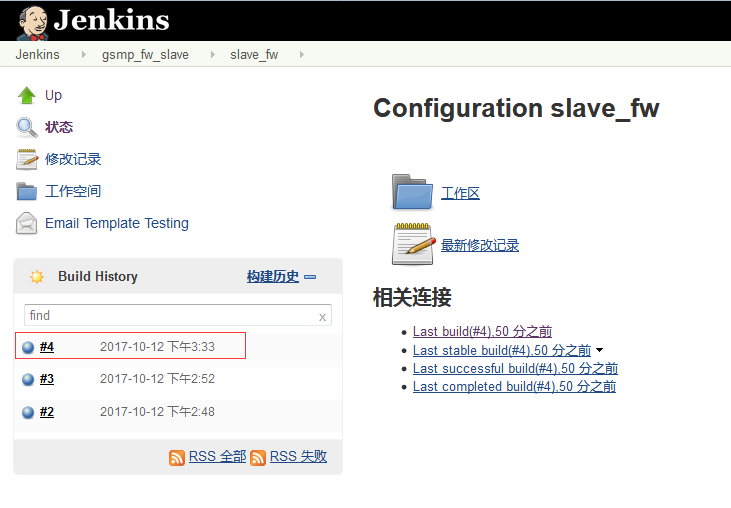 Jenkins
Jenkins gsmp_fw_slave slave_fw
Up
状态
修改记录
工作空间
Email Template Testing
Build History 构建历史
find x
#4 2017-10-12 下午3:33
#3 2017-10-12 下午2:52
#2 2017-10-12 下午2:48
RSS 全部 RSS 失败
Configuration slave_fw
工作区
最新修改记录
相关连接
Last build(#4),50 分之前
Last stable build(#4),50 分之前
Last successful build(#4),50 分之前
Last completed build(#4),50 分之前